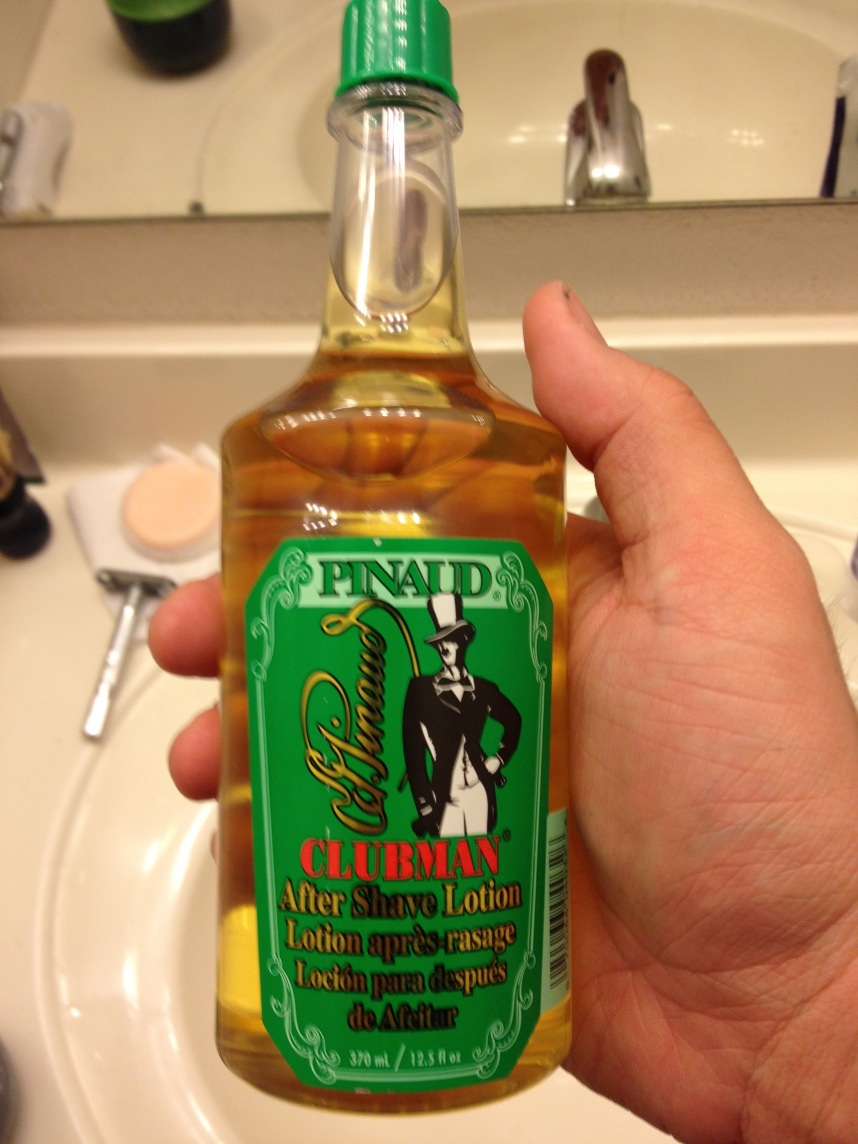 PINAUD®
Ed. Pinaud
CLUBMAN®
After Shave Lotion
Lotion après-rasage
Loción para después
de Afeitar
370 mL / 12.5 fl oz